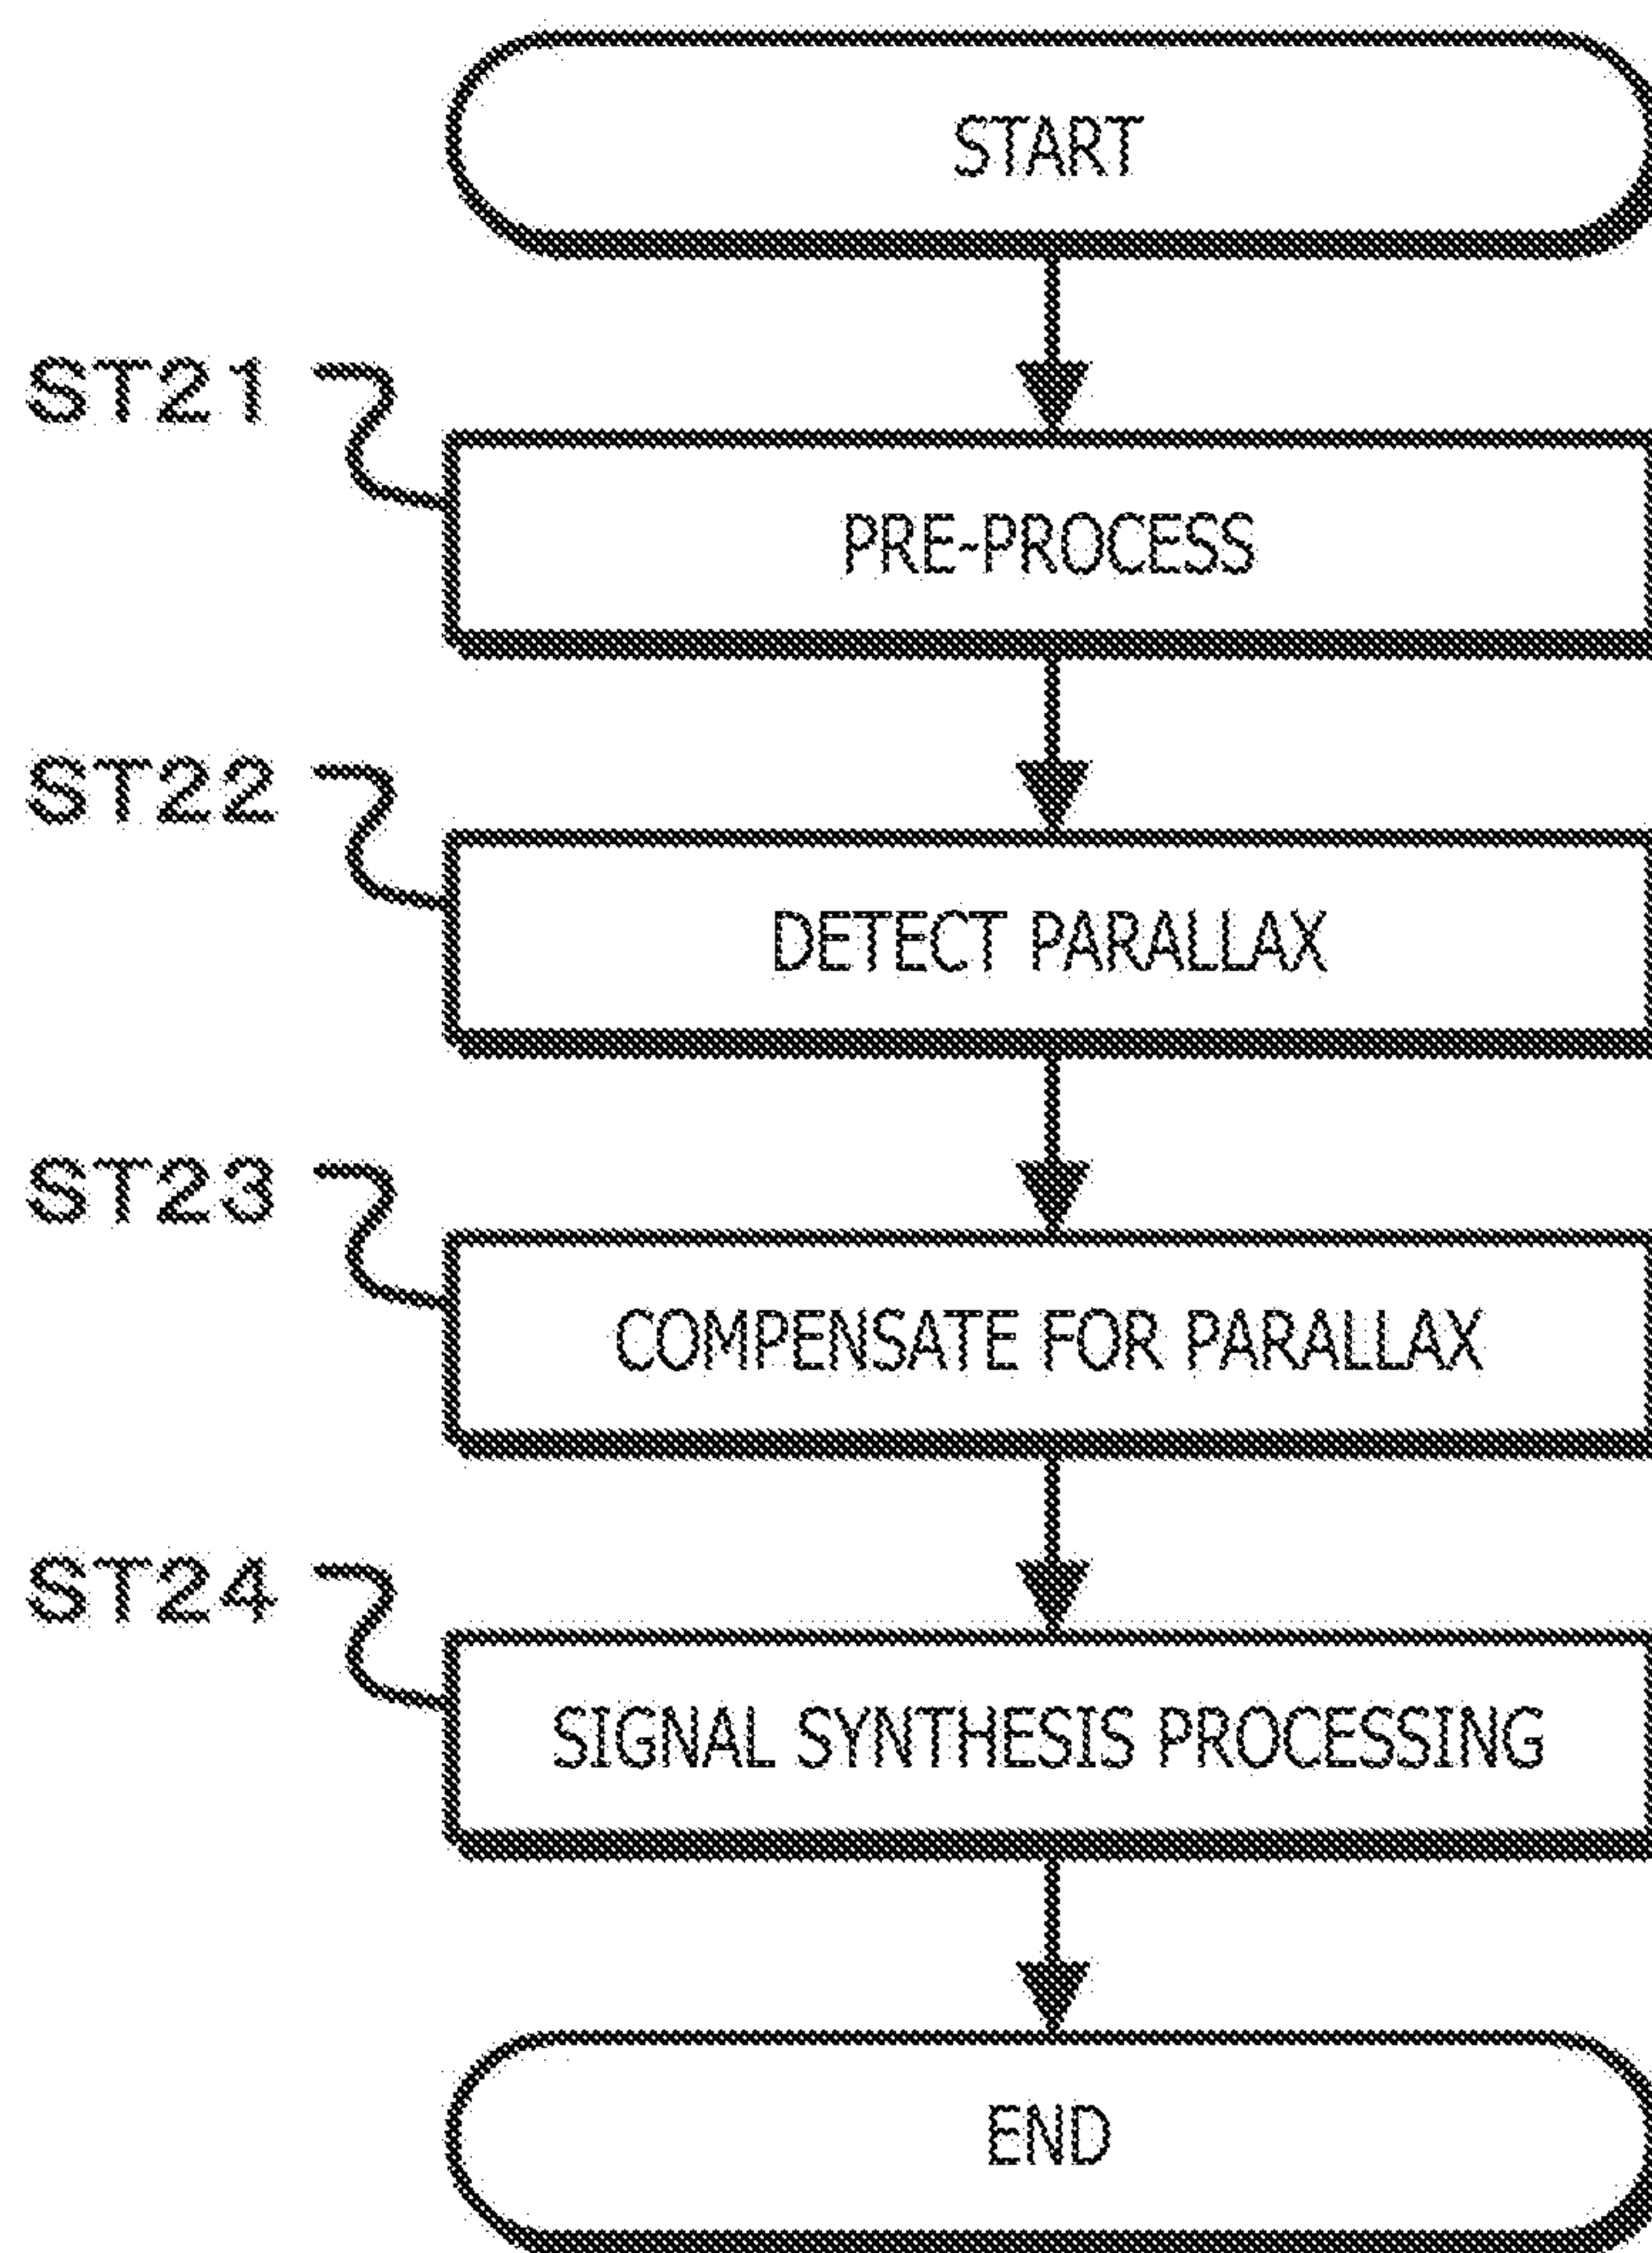 START
ST21
PRE-PROCESS
ST22
DETECT PARALLAX
ST23
COMPENSATE FOR PARALLAX
ST24
SIGNAL SYNTHESIS PROCESSING
END